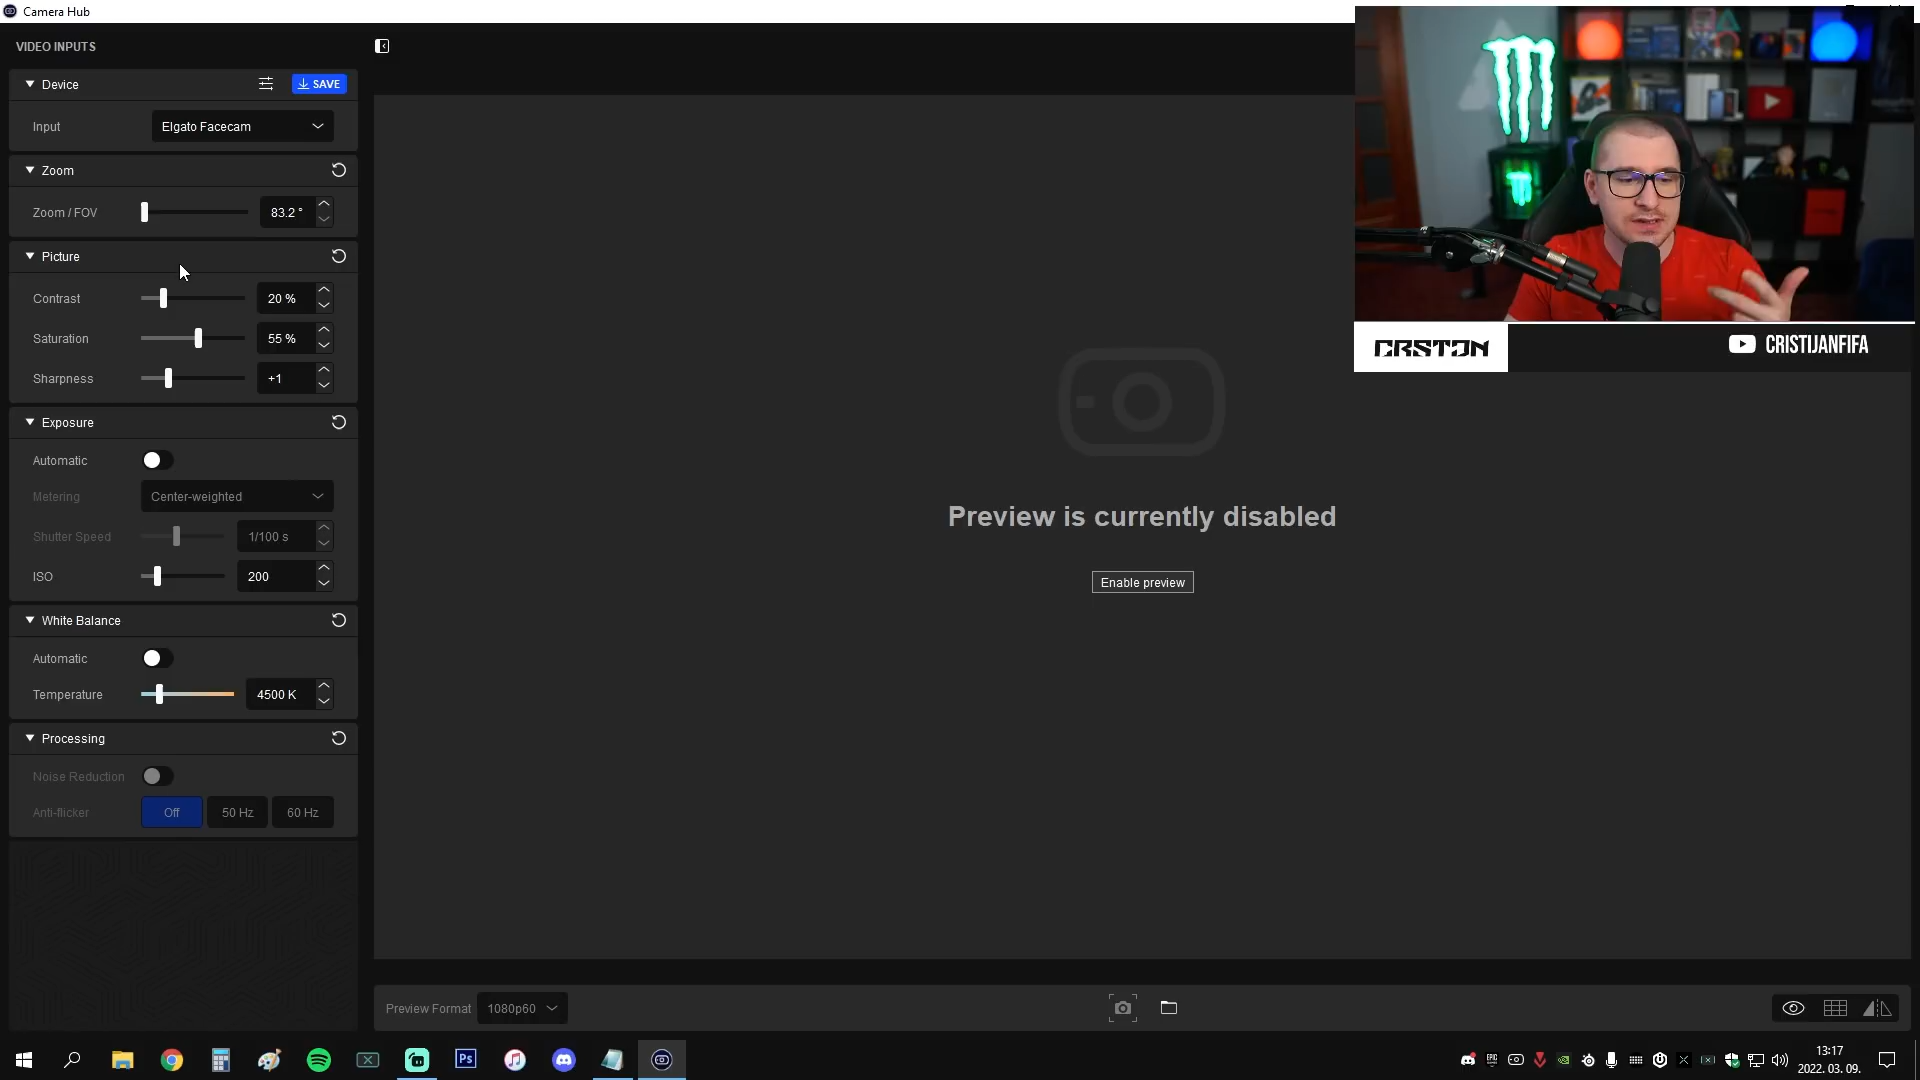 Camera Hub
VIDEO INPUTS
Device
SAVE
Input
Elgato Facecam
Zoom
Zoom / FOV
83.2 °
Picture
Contrast
20 %
Saturation
55 %
Sharpness
+1
Exposure
Automatic
Metering
Center-weighted
Shutter Speed
1/100 s
ISO
200
White Balance
Automatic
Temperature
4500 K
Processing
Noise Reduction
Anti-flicker
Off
50 Hz
60 Hz
CRSTJN
CRISTIJANFIFA
Preview is currently disabled
Enable preview
Preview Format
1080p60
Ps
EPIC
13:17
2022. 03. 09.